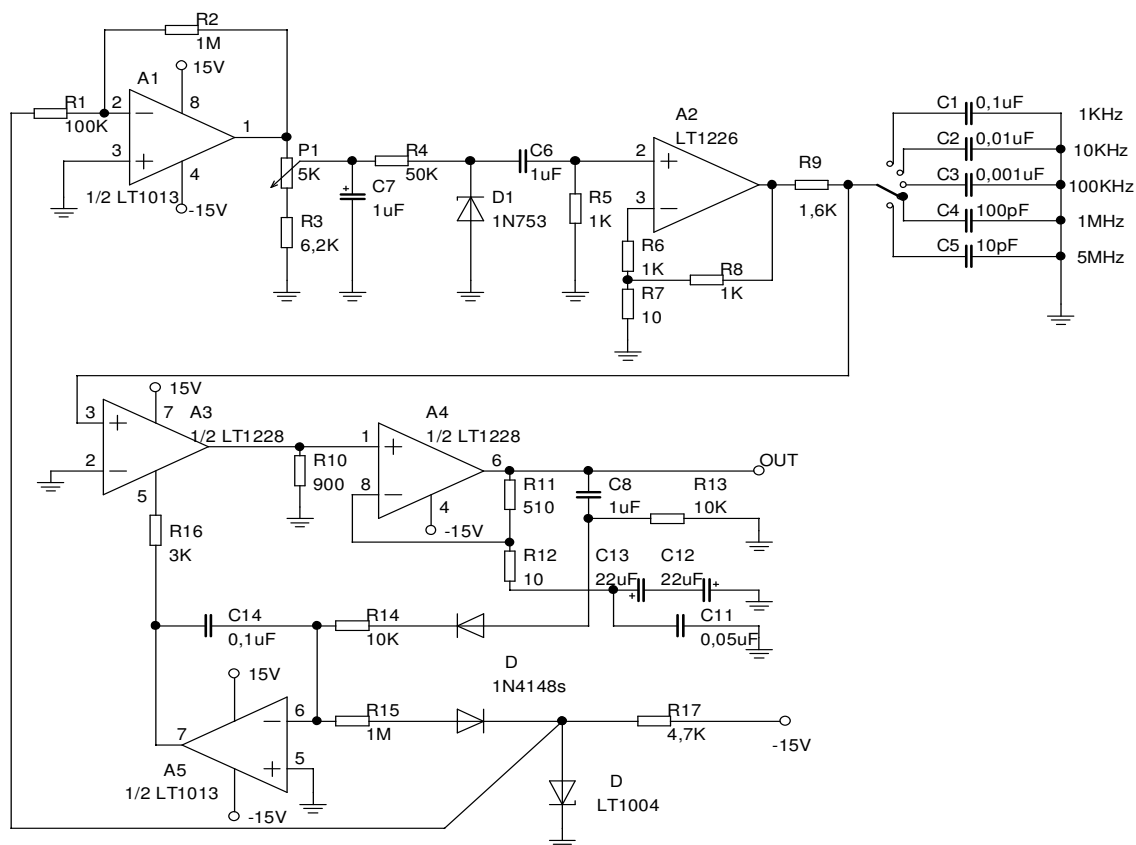 R2
1M
15V
A1
R1
100K
2
8
1
3
4
1/2 LT1013
-15V
P1
5K
R3
6,2K
+
C7
1uF
R4
50K
D1
1N753
C6
1uF
R5
1K
A2
LT1226
2
3
R6
1K
R7
10
R8
1K
R9
1,6K
C1 0,1uF
1KHz
C2 0,01uF
10KHz
C3 0,001uF
100KHz
C4 100pF
1MHz
C5 10pF
5MHz
15V
3
7
A3
1/2 LT1228
2
5
R16
3K
R10
900
A4
1/2 LT1228
1
8
6
4
-15V
R11
510
R12
10
C8
1uF
OUT
R13
10K
C13
22uF
+
C12
22uF
+
C11
0,05uF
C14
0,1uF
R14
10K
15V
D
1N4148s
6
7
5
R15
1M
A5
1/2 LT1013
-15V
R17
4,7K
-15V
D
LT1004